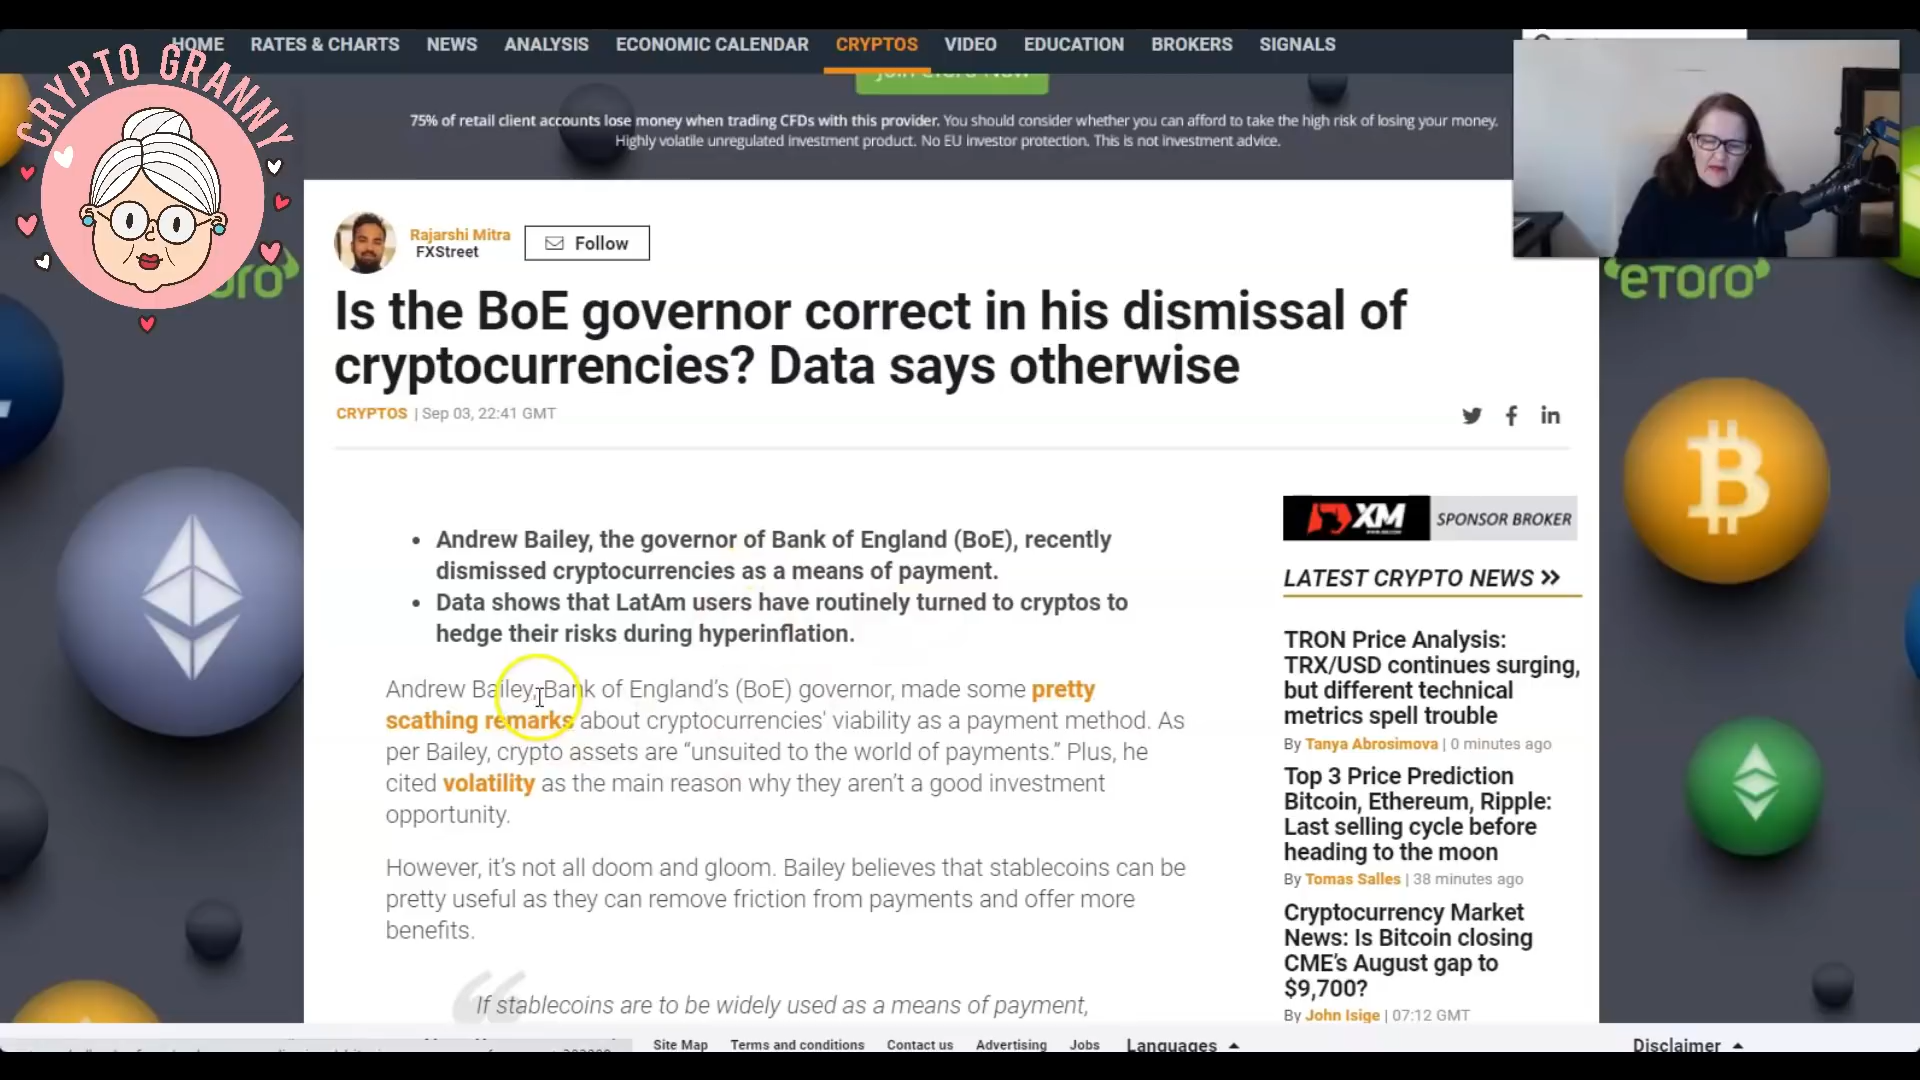 HOME RATES & CHARTS NEWS ANALYSIS ECONOMIC CALENDAR CRYPTOS VIDEO EDUCATION BROKERS SIGNALS
CRYPTO GRANNY
75% of retail client accounts lose money when trading CFDs with this provider. You should consider whether you can afford to take the high risk of losing your money.
Highly volatile unregulated investment product. No EU investor protection. This is not investment advice.
Rajarshi Mitra
FXStreet
Follow
eTORO
Is the BoE governor correct in his dismissal of
cryptocurrencies? Data says otherwise
CRYPTOS | Sep 03, 22:41 GMT
Andrew Bailey, the governor of Bank of England (BoE), recently
dismissed cryptocurrencies as a means of payment.
Data shows that LatAm users have routinely turned to cryptos to
hedge their risks during hyperinflation.
Andrew Bailey, Bank of England's (BoE) governor, made some pretty
scathing remarks about cryptocurrencies' viability as a payment method. As
per Bailey, crypto assets are “unsuited to the world of payments.” Plus, he
cited volatility as the main reason why they aren't a good investment
opportunity.
However, it's not all doom and gloom. Bailey believes that stablecoins can be
pretty useful as they can remove friction from payments and offer more
benefits.
If stablecoins are to be widely used as a means of payment,
XM
SPONSOR BROKER
LATEST CRYPTO NEWS
TRON Price Analysis:
TRX/USD continues surging,
but different technical
metrics spell trouble
By Tanya Abrosimova | 0 minutes ago
Top 3 Price Prediction
Bitcoin, Ethereum, Ripple:
Last selling cycle before
heading to the moon
By Tomas Salles | 38 minutes ago
Cryptocurrency Market
News: Is Bitcoin closing
CME's August gap to
$9,700?
By John Isige | 07:12 GMT
Site Map Terms and conditions Contact us Advertising Jobs Languages Disclaimer